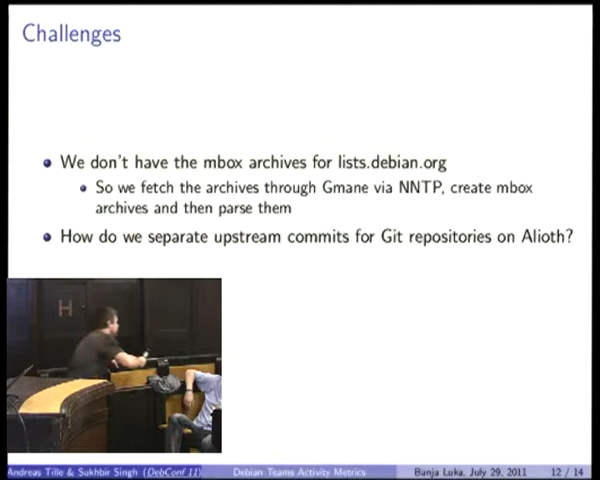 Challenges
We don't have the mbox archives for lists.debian.org
So we fetch the archives through Gmane via NNTP, create mbox
archives and then parse them
How do we separate upstream commits for Git repositories on Alioth?
H
Andreas Tille & Sukhbir Singh (DebConf 11) Debian Teams Activity Metrics Banja Luka, July 29, 2011 12 / 14